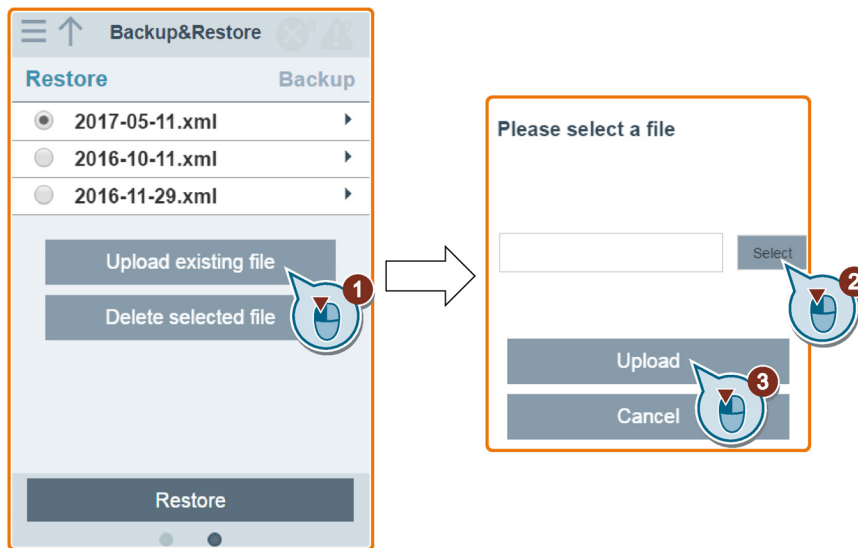 Backup&Restore
Restore
Backup
2017-05-11.xml
2016-10-11.xml
2016-11-29.xml
Upload existing file
1
Delete selected file
Restore
Please select a file
Select
2
Upload
3
Cancel